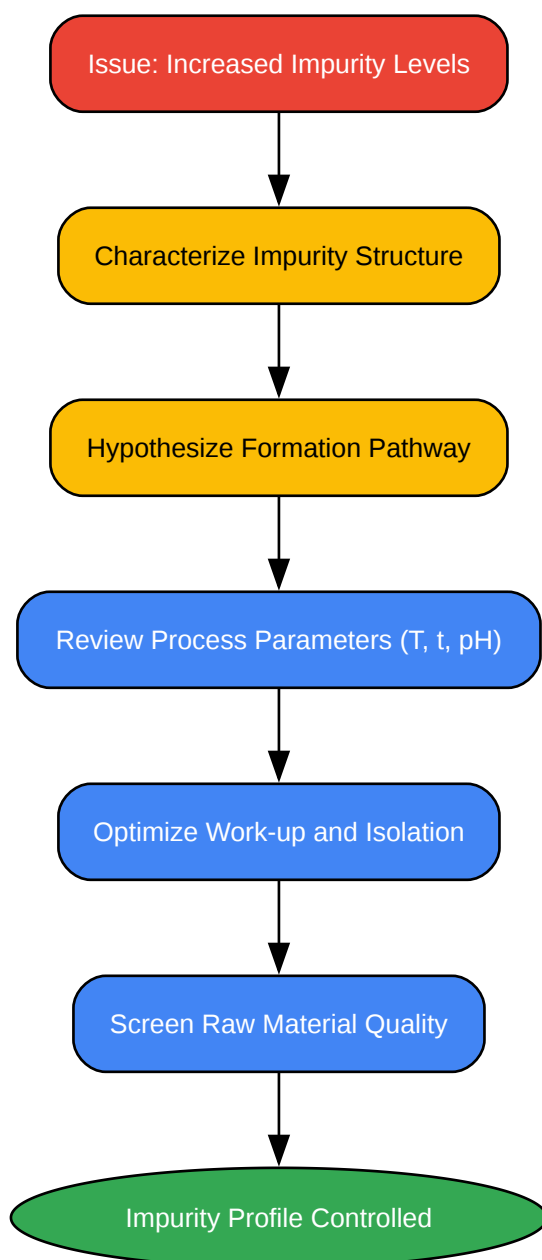 Issue: Increased Impurity Levels
Characterize Impurity Structure
Hypothesize Formation Pathway
Review Process Parameters (T, t, pH)
Optimize Work-up and Isolation
Screen Raw Material Quality
Impurity Profile Controlled